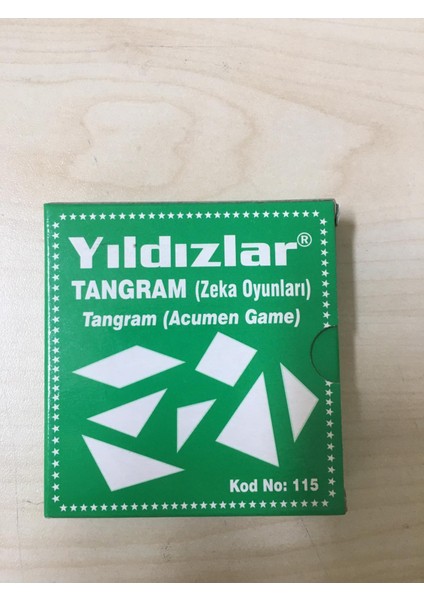 Yıldızlar®
TANGRAM (Zeka Oyunları)
Tangram (Acumen Game)
Kod No: 115